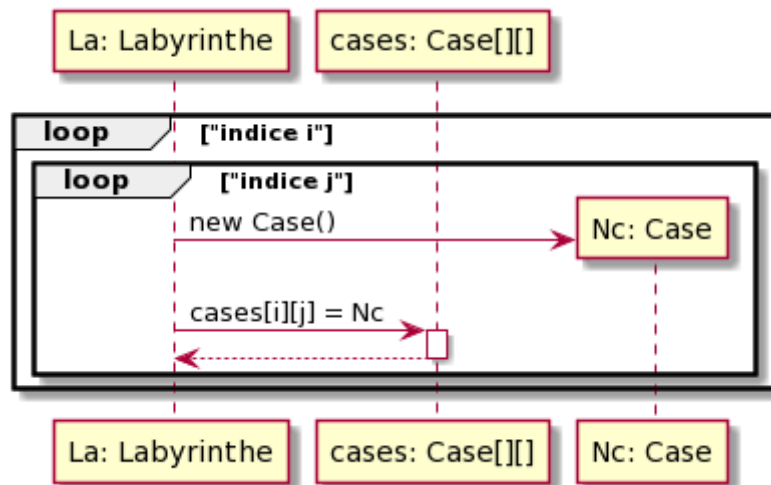 La: Labyrinthe
cases: Case[][]
loop
["indice i"]
loop
["indice j"]
new Case()
Nc: Case
cases[i][j] = Nc
La: Labyrinthe
cases: Case[][]
Nc: Case